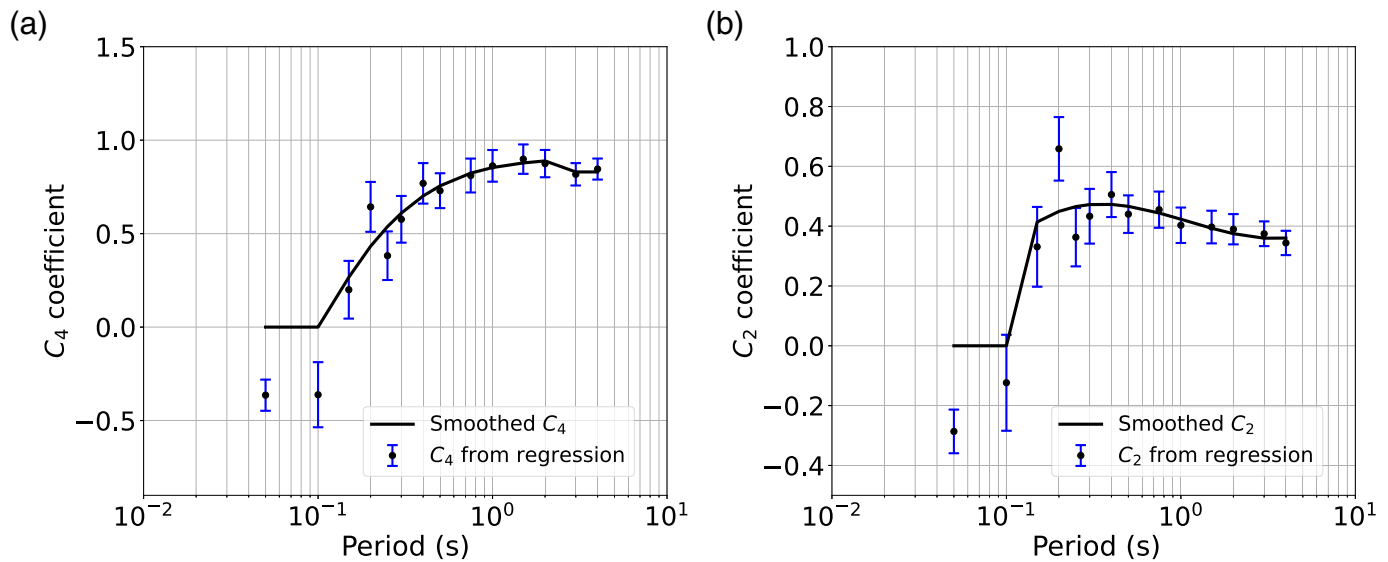 (a)
1.5
1.0
0.5
0.0
−0.5
C₄ coefficient
Smoothed C₄
C₄ from regression
10⁻²
10⁻¹
10⁰
10¹
Period (s)
(b)
1.0
0.8
0.6
0.4
0.2
0.0
−0.2
−0.4
C₂ coefficient
Smoothed C₂
C₂ from regression
10⁻²
10⁻¹
10⁰
10¹
Period (s)